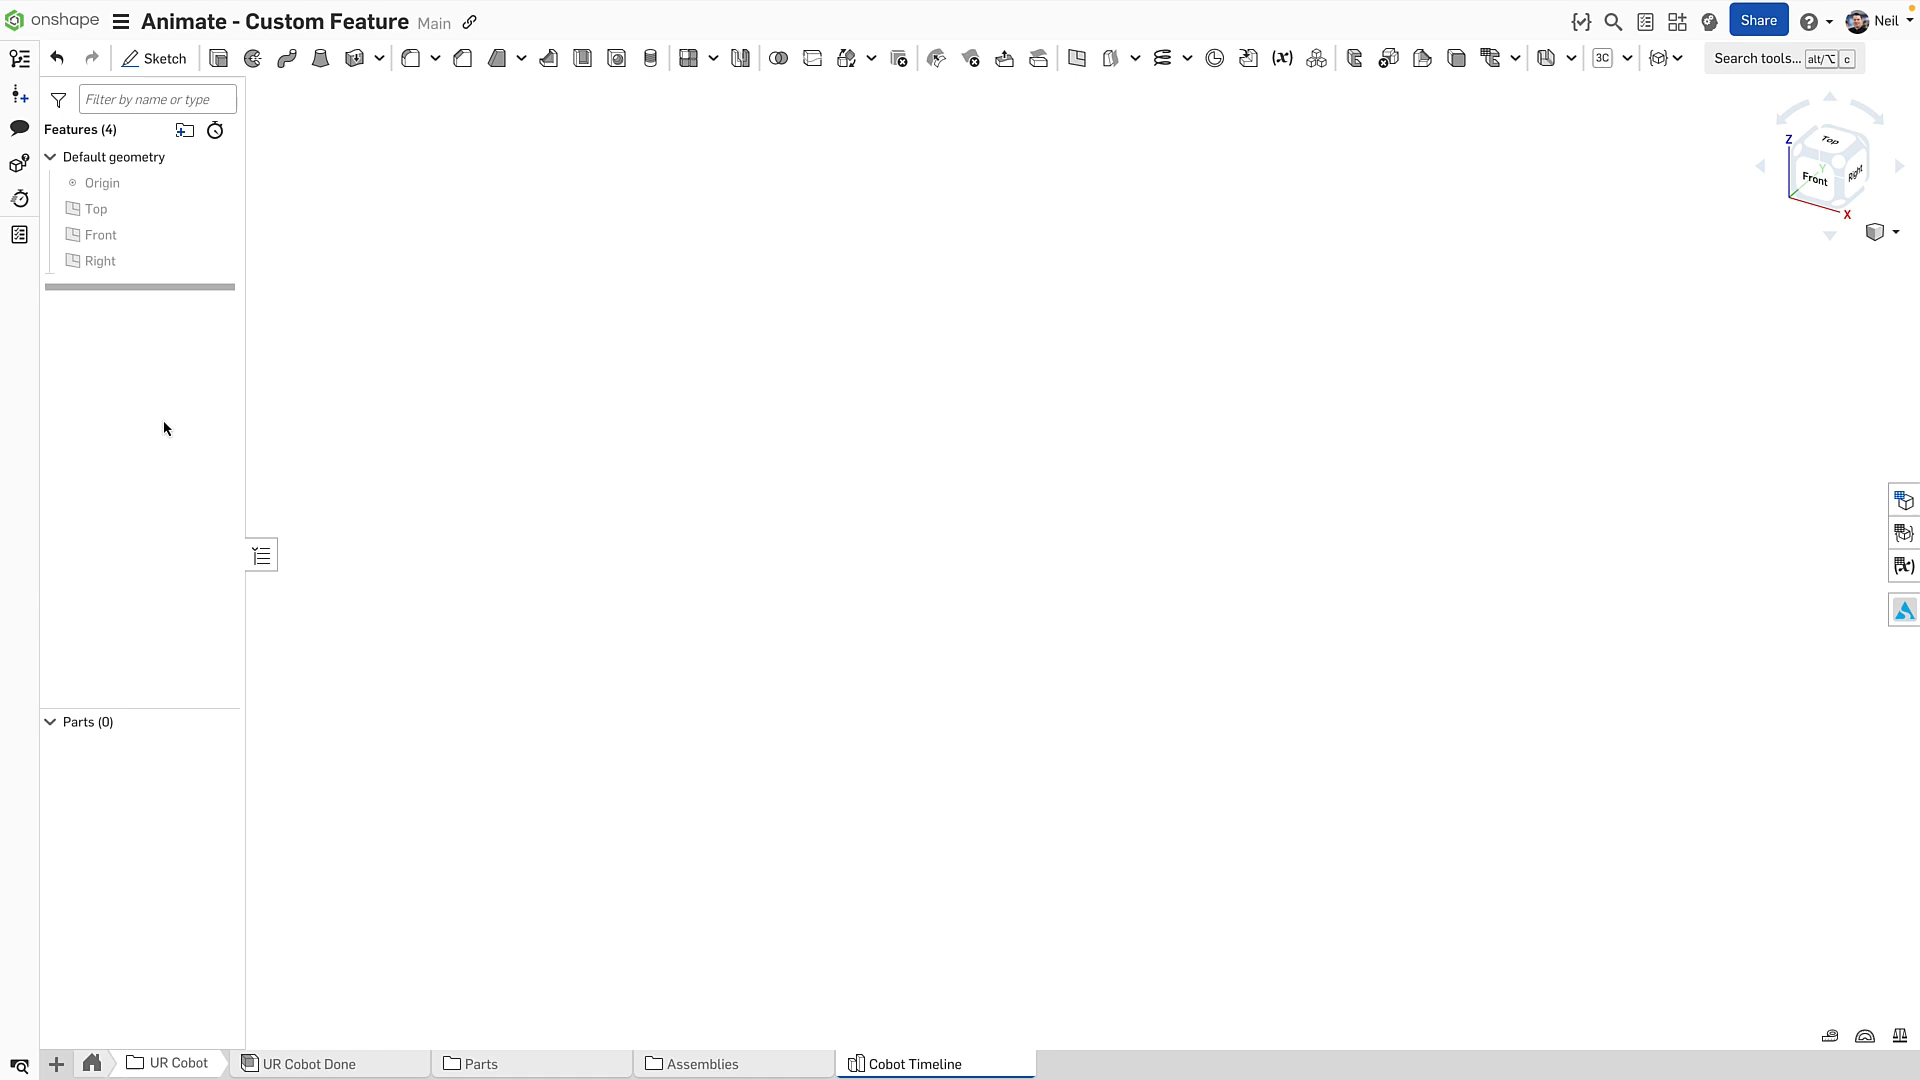 onshape Animate - Custom Feature Main Share Neil
Sketch 3C Search tools... alt/⌥ c
Filter by name or type
Features (4)
Default geometry
Origin
Top
Front
Right
Z
Top
Y
Front
Right
X
(x)
Parts (0)
UR Cobot UR Cobot Done Parts Assemblies Cobot Timeline